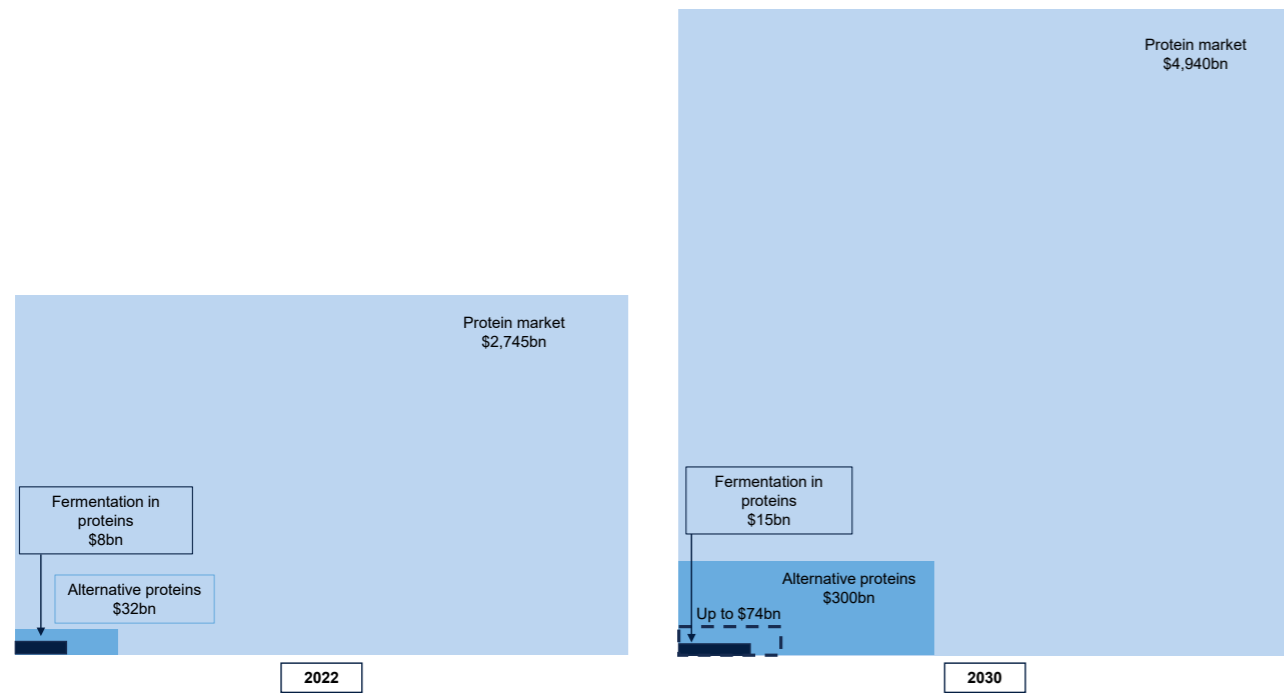 Protein market
$4,940bn
Protein market
$2,745bn
Fermentation in
proteins
$8bn
Alternative proteins
$32bn
Fermentation in
proteins
$15bn
Alternative proteins
$300bn
Up to $74bn
2022
2030